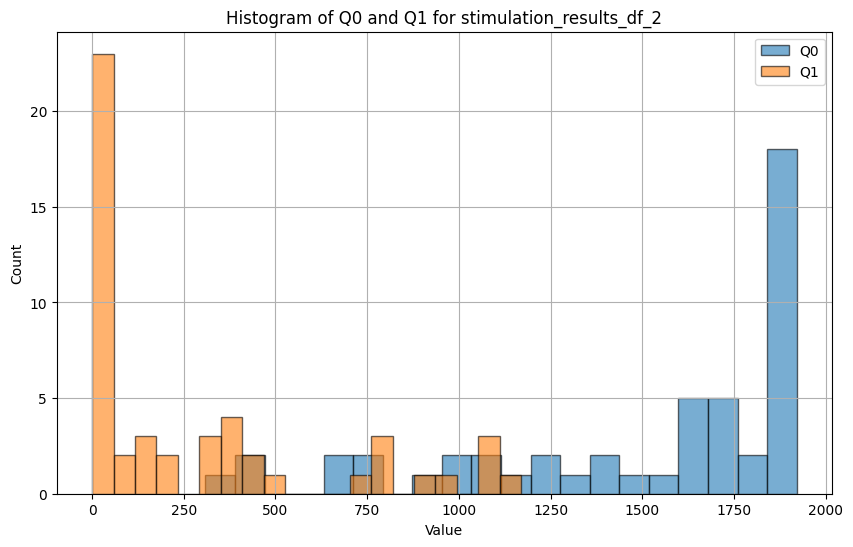 Histogram of Q0 and Q1 for stimulation_results_df_2
Q0
Q1
20
15
10
5
0
Count
0 250 500 750 1000 1250 1500 1750 2000
Value